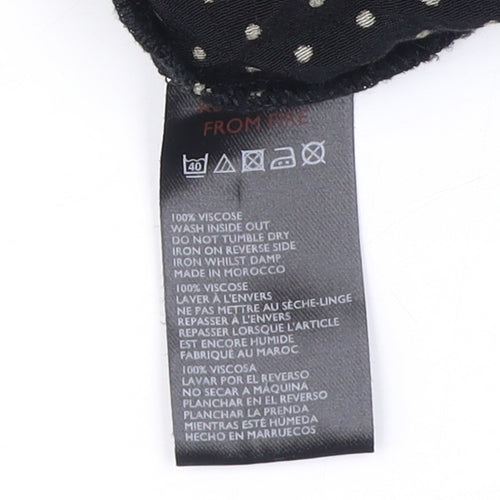 FROM FIRE
40
100% VISCOSE
WASH INSIDE OUT
DO NOT TUMBLE DRY
IRON ON REVERSE SIDE
IRON WHILST DAMP
MADE IN MOROCCO
100% VISCOSE
LAVER À L'ENVERS
NE PAS METTRE AU SÈCHE-LINGE
REPASSER À L'ENVERS
REPASSER LORSQUE L'ARTICLE
EST ENCORE HUMIDE
FABRIQUÉ AU MAROC
100% VISCOSA
LAVAR POR EL REVERSO
NO SECAR A MÁQUINA
PLANCHAR EN EL REVERSO
PLANCHAR LA PRENDA
MIENTRAS ESTÉ HÚMEDA
HECHO EN MARRUECOS